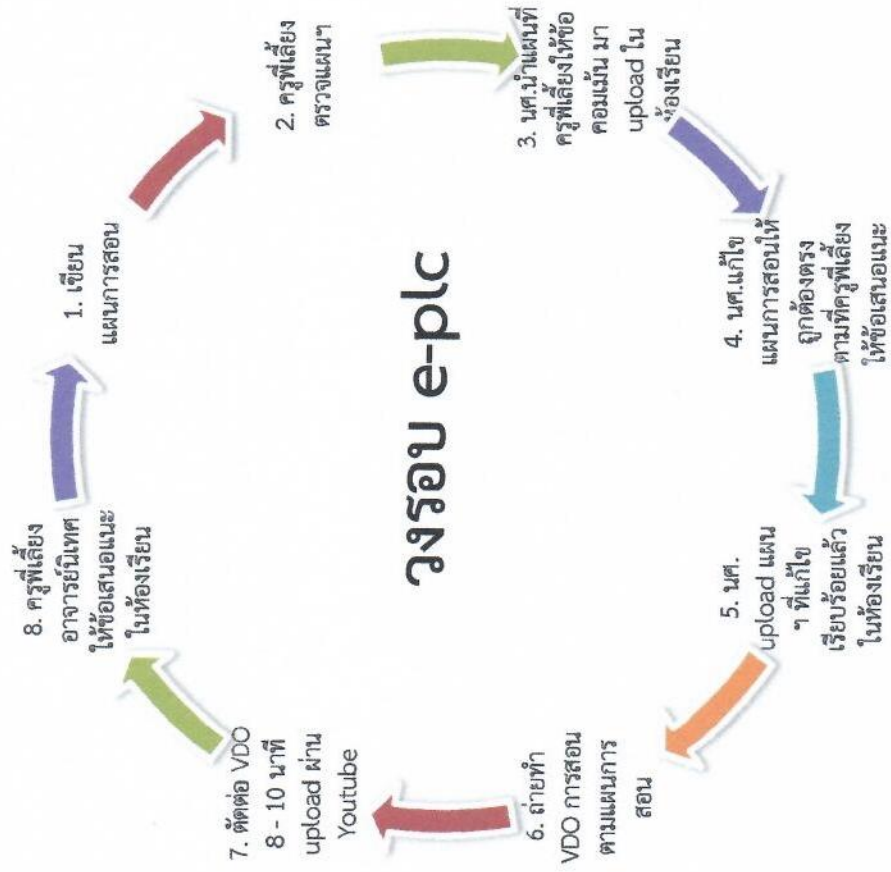 วงรอบ e-plc
1. เขียน
แผนการสอน
2. ครูพี่เลี้ยง
ตรวจแผนฯ
3. นศ.นำแผนที่
ครูพี่เลี้ยงให้ข้อ
คอมเม้น มา
upload ใน
ห้องเรียน
4. นศ.แก้ไข
แผนการสอนให้
ถูกต้องตรง
ตามที่ครูพี่เลี้ยง
ให้ข้อเสนอแนะ
5. นศ.
upload แผน
ฯ ที่แก้ไข
เรียบร้อยแล้ว
ในห้องเรียน
6. ถ่ายทำ
VDO การสอน
ตามแผนการ
สอน
7. ตัดต่อ VDO
8 - 10 นาที
upload ผ่าน
Youtube
8. ครูพี่เลี้ยง
อาจารย์นิเทศ
ให้ข้อเสนอแนะ
ในห้องเรียน